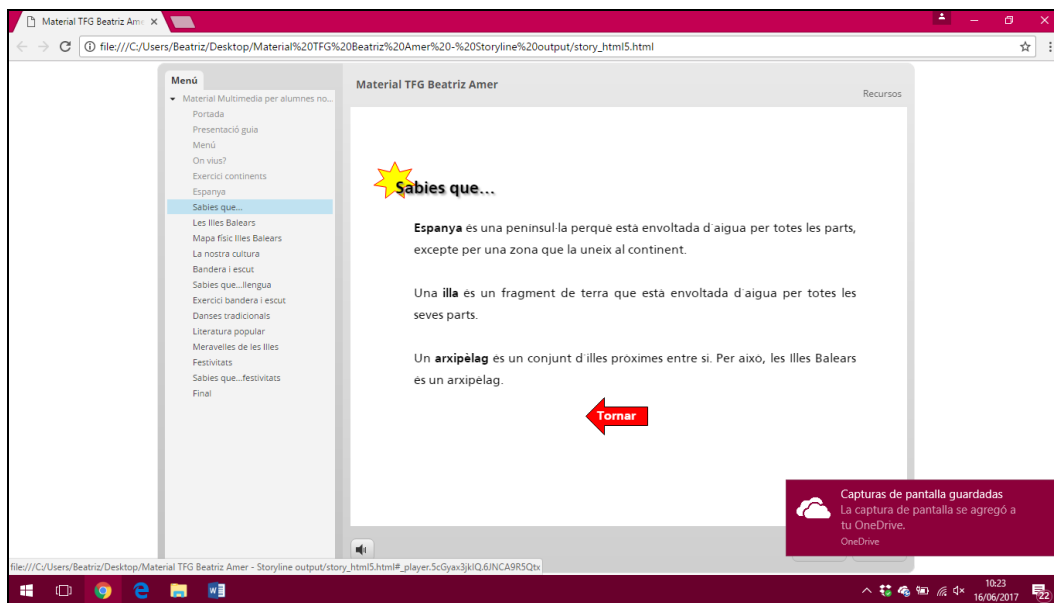 Material TFG Beatriz Ame
file:///C:/Users/Beatriz/Desktop/Material%20TFG%20Beatriz%20Amer%20-%20Storyline%20output/story_html5.html
Menú
Material Multimedia per alumnes no...
Portada
Presentació guia
Menú
On vius?
Exercici continents
Espanya
Sabies que...
Les Illes Balears
Mapa físic Illes Balears
La nostra cultura
Bandera i escut
Sabies que...llengua
Exercici bandera i escut
Danses tradicionals
Literatura popular
Meravelles de les Illes
Festivitats
Sabies que...festivitats
Final
Material TFG Beatriz Amer
Recursos
Sabies que...
Espanya és una penínsul·la perquè està envoltada d'aigua per totes les parts,
excepte per una zona que la uneix al continent.
Una illa és un fragment de terra que està envoltada d'aigua per totes les
seves parts.
Un arxipèlag és un conjunt d'illes pròximes entre si. Per això, les Illes Balears
és un arxipèlag.
Tornar
Capturas de pantalla guardadas
La captura de pantalla se agregó a
tu OneDrive.
OneDrive
file:///C:/Users/Beatriz/Desktop/Material TFG Beatriz Amer - Storyline output/story_html5.html#_player.5cGyax3jkIQ.6JNCA9R5Qtx
10:23
16/06/2017
22